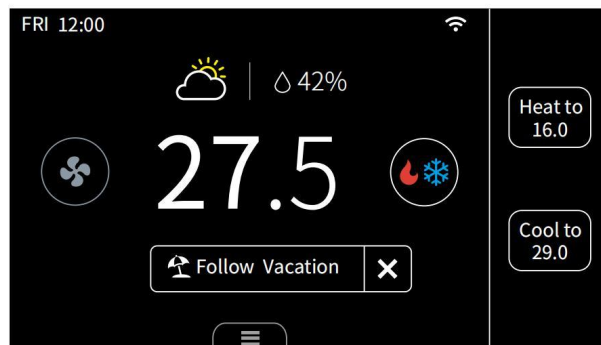 FRI 12:00
42%
27.5
Follow Vacation
Heat to
16.0
Cool to
29.0